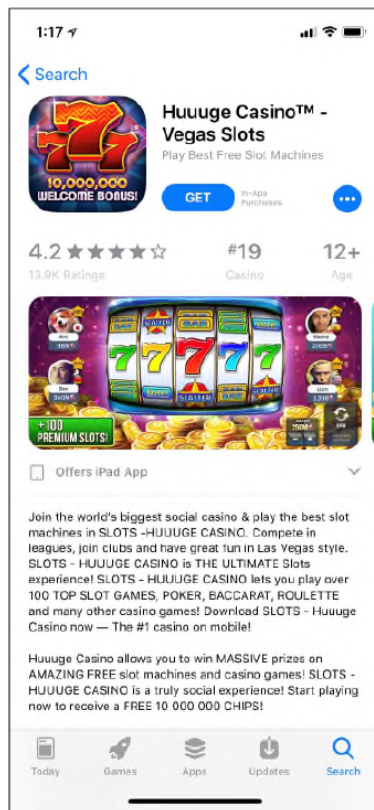 1:17
Search
Huuuge Casino™ -
Vegas Slots
Play Best Free Slot Machines
10,000,000
WELCOME BONUS!
GET
In-App
Purchases
4.2
#19
12+
13.9K Ratings
Casino
Age
7 7 7 7 7
+100
PREMIUM SLOTS!
Offers iPad App
Join the world's biggest social casino & play the best slot
machines in SLOTS -HUUUGE CASINO. Compete in
leagues, join clubs and have great fun in Las Vegas style.
SLOTS - HUUUGE CASINO is THE ULTIMATE Slots
experience! SLOTS - HUUUGE CASINO lets you play over
100 TOP SLOT GAMES, POKER, BACCARAT, ROULETTE
and many other casino games! Download SLOTS - Huuuge
Casino now — The #1 casino on mobile!
Huuuge Casino allows you to win MASSIVE prizes on
AMAZING FREE slot machines and casino games! SLOTS -
HUUUGE CASINO is a truly social experience! Start playing
now to receive a FREE 10 000 000 CHIPS!
Today
Games
Apps
Updates
Search